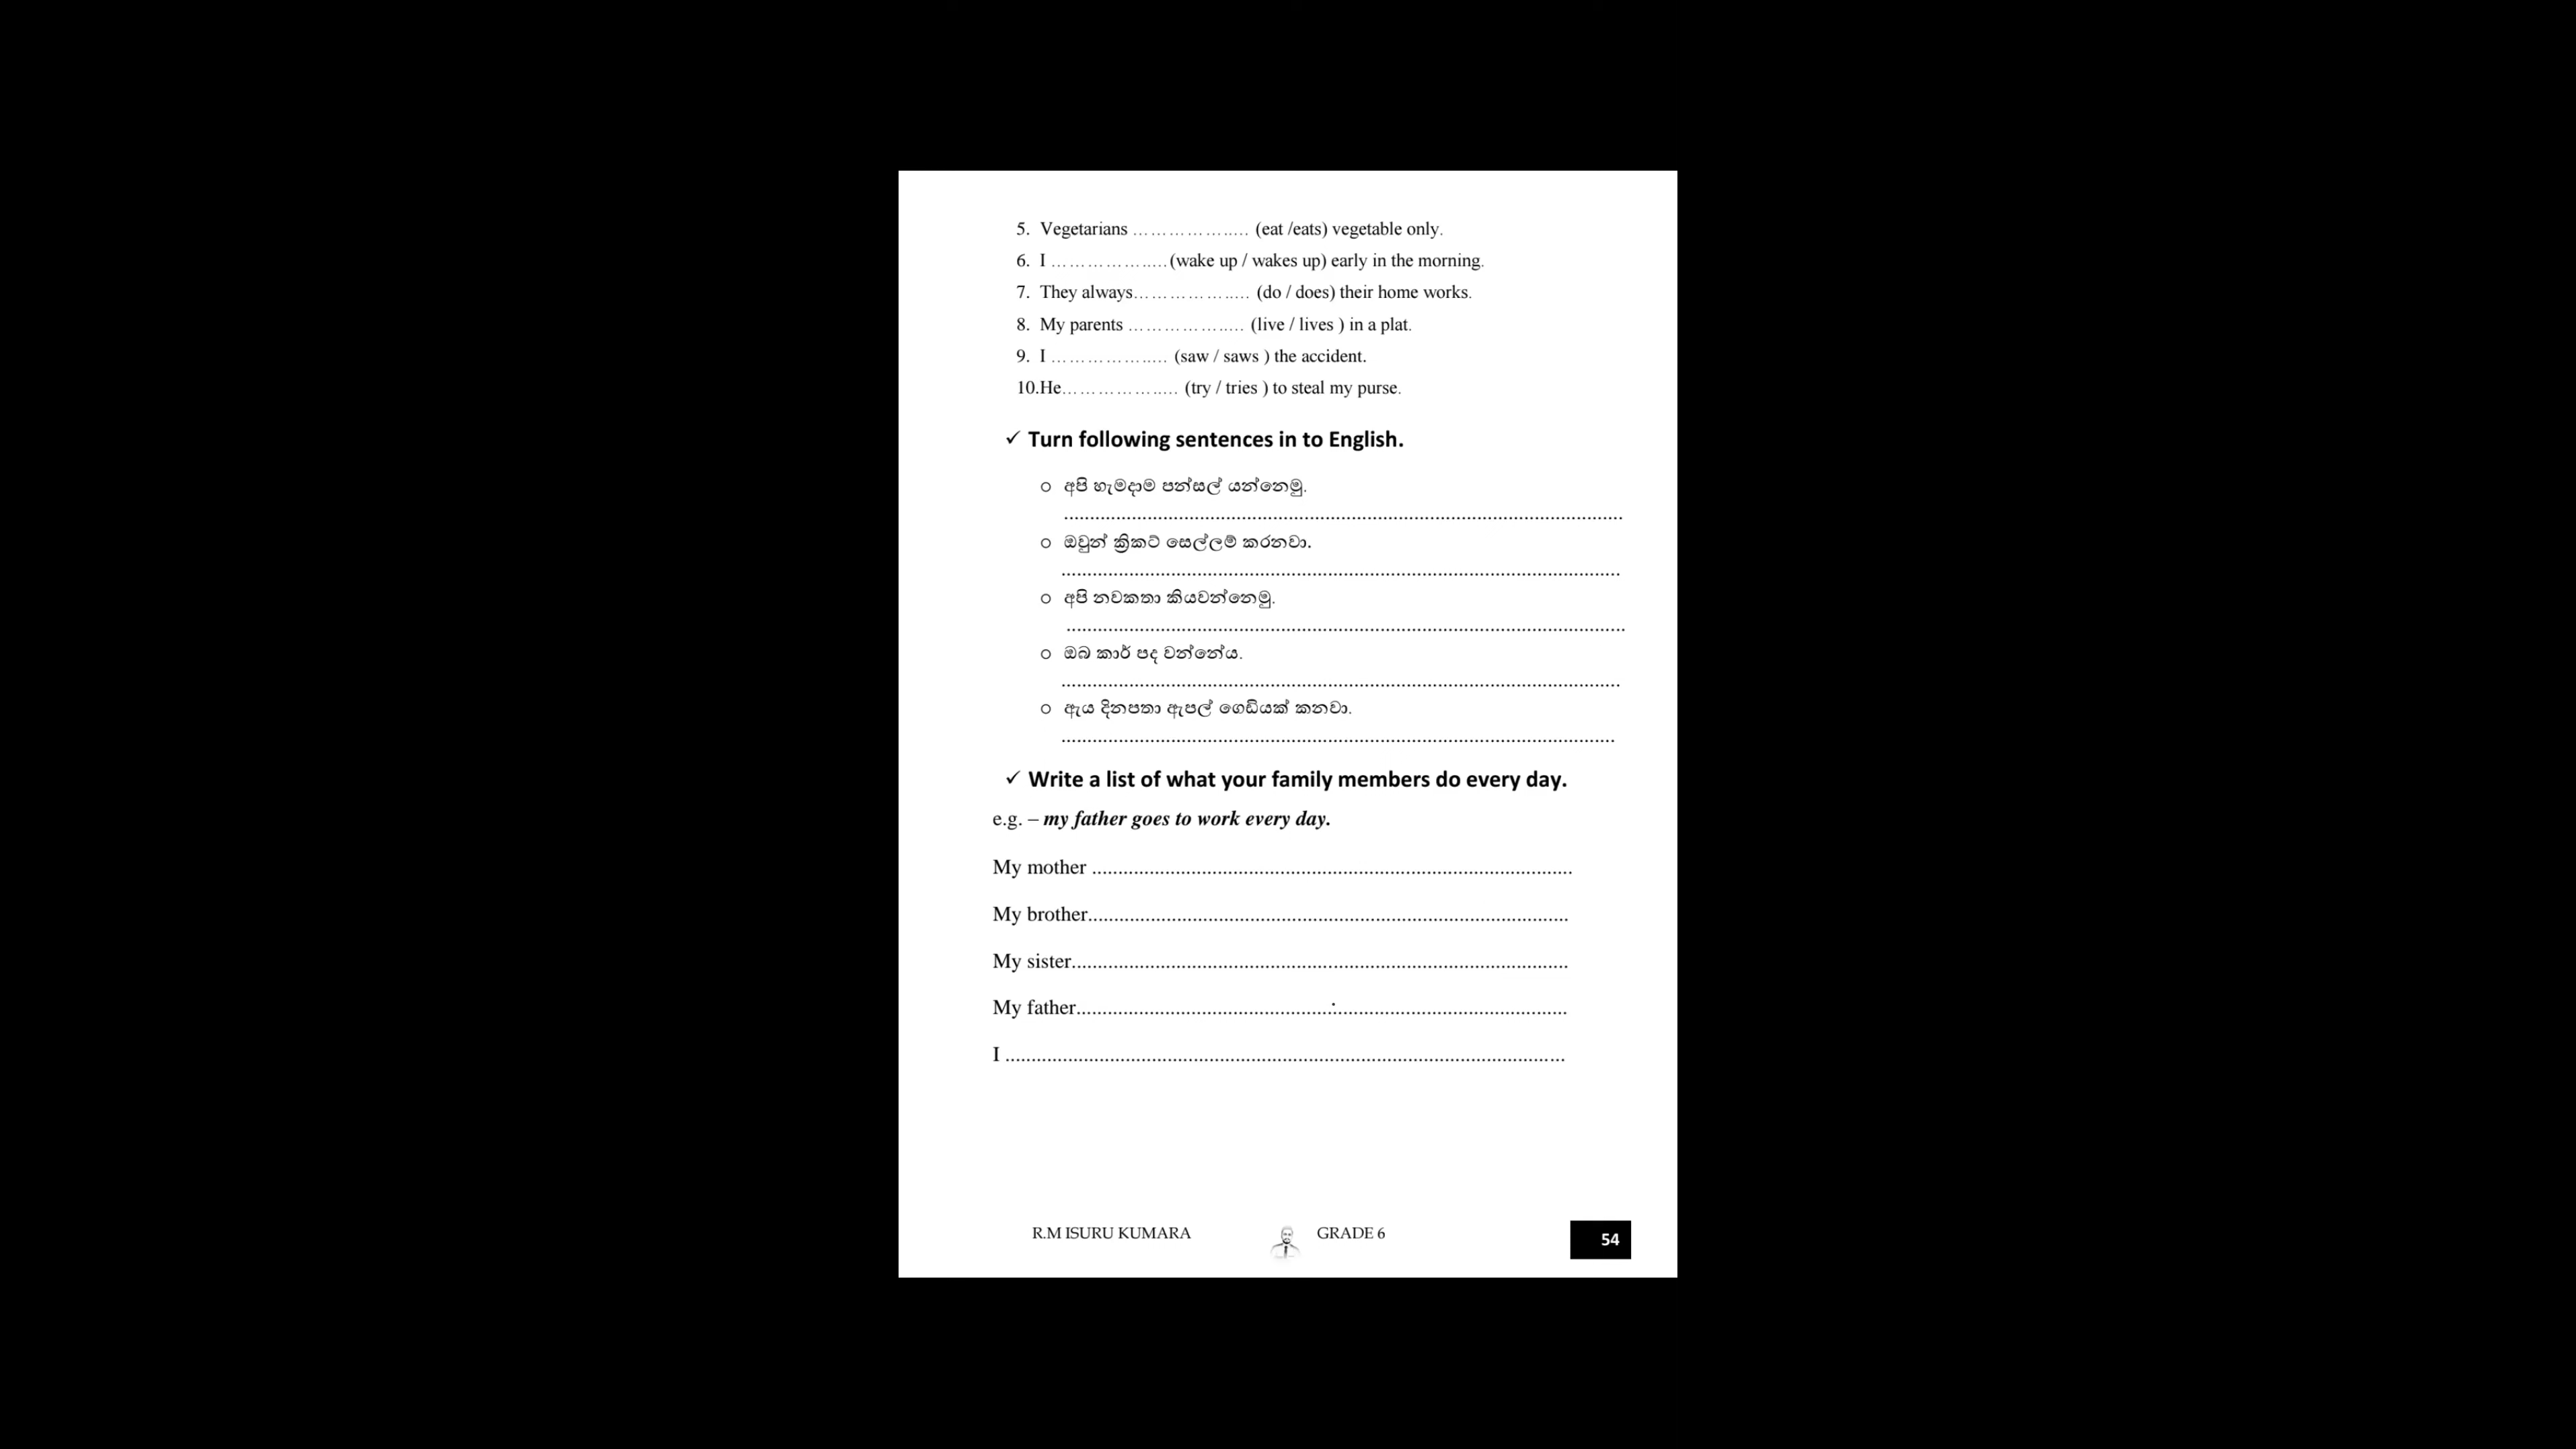 5. Vegetarians ………………… (eat /eats) vegetable only.
6. I …………………(wake up / wakes up) early in the morning.
7. They always………………… (do / does) their home works.
8. My parents ………………… (live / lives ) in a plat.
9. I ………………… (saw / saws ) the accident.
10.He………………… (try / tries ) to steal my purse.
✓ Turn following sentences in to English.
○ අපි හැමදාම පන්සල් යන්නෙමු.
...........................................................................................................
○ ඔවුන් ක්‍රිකට් සෙල්ලම් කරනවා.
...........................................................................................................
○ අපි නවකතා කියවන්නෙමු.
...........................................................................................................
○ ඔබ කාර් පද වන්නේය.
...........................................................................................................
○ ඇය දිනපතා ඇපල් ගෙඩියක් කනවා.
..........................................................................................................
✓ Write a list of what your family members do every day.
e.g. – my father goes to work every day.
My mother ............................................................................................
My brother............................................................................................
My sister...............................................................................................
My father..............................................................................................
I ...........................................................................................................
R.M ISURU KUMARA GRADE 6 54